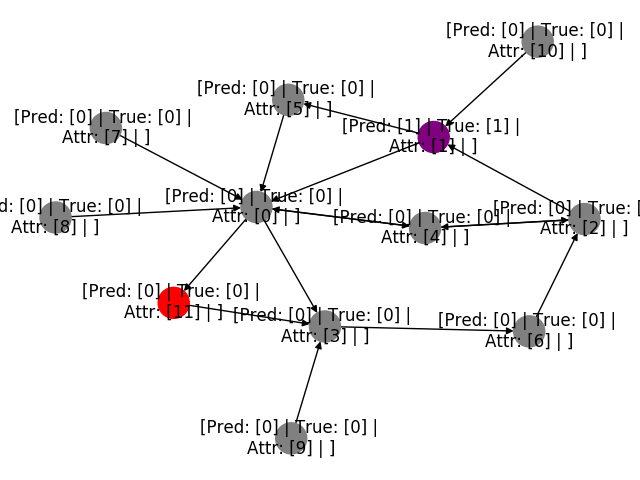 [Pred: [0] | True: [0] |
Attr: [10] | ]
[Pred: [0] | True: [0] |
Attr: [5] | ]
[Pred: [0] | True: [0] |
Attr: [7] | ]
[Pred: [1] | True: [1] |
Attr: [1] | ]
d: [0] | True: [0] |
Attr: [8] | ]
[Pred: [0] | True: [0] |
Attr: [0] | ]
[Pred: [0] | True: [0] |
Attr: [4] | ]
[Pred: [0] | True: [
Attr: [2] | ]
[Pred: [0] | True: [0] |
Attr: [11] | ]
[Pred: [0] | True: [0] |
Attr: [3] | ]
[Pred: [0] | True: [0] |
Attr: [6] | ]
[Pred: [0] | True: [0] |
Attr: [9] | ]